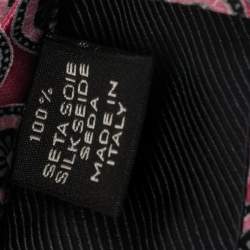 100%
SETA SOIE
SILK SEIDE
SEDA
MADE IN
ITALY